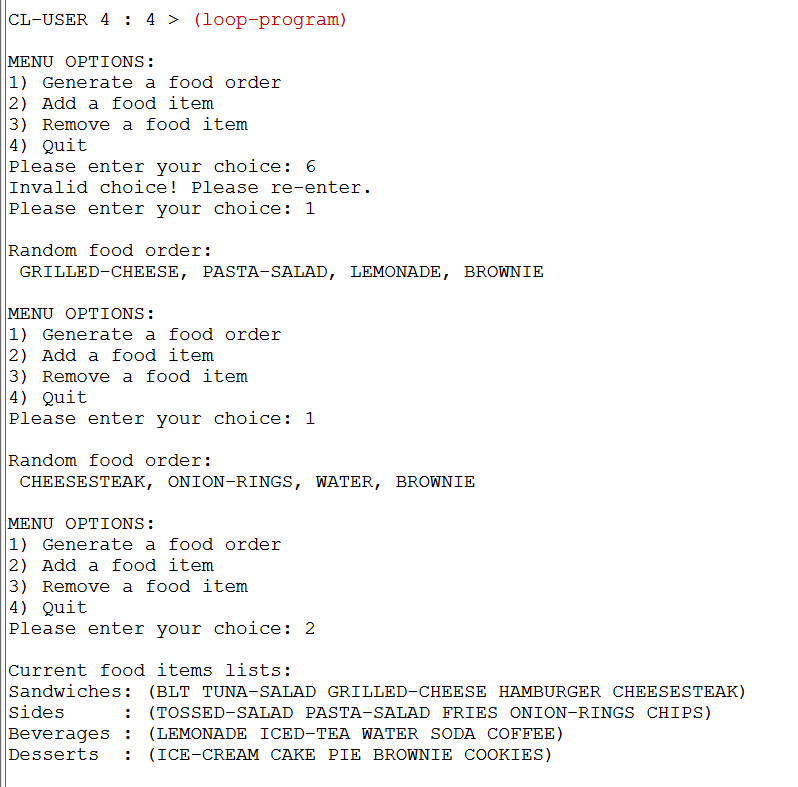 CL-USER 4 : 4 > (loop-program)
MENU OPTIONS:
1) Generate a food order
2) Add a food item
3) Remove a food item
4) Quit
Please enter your choice: 6
Invalid choice! Please re-enter.
Please enter your choice: 1
Random food order:
GRILLED-CHEESE, PASTA-SALAD, LEMONADE, BROWNIE
MENU OPTIONS:
1) Generate a food order
2) Add a food item
3) Remove a food item
4) Quit
Please enter your choice: 1
Random food order:
CHEESESTEAK, ONION-RINGS, WATER, BROWNIE
MENU OPTIONS:
1) Generate a food order
2) Add a food item
3) Remove a food item
4) Quit
Please enter your choice: 2
Current food items lists:
Sandwiches: (BLT TUNA-SALAD GRILLED-CHEESE HAMBURGER CHEESESTEAK)
Sides     : (TOSSED-SALAD PASTA-SALAD FRIES ONION-RINGS CHIPS)
Beverages : (LEMONADE ICED-TEA WATER SODA COFFEE)
Desserts  : (ICE-CREAM CAKE PIE BROWNIE COOKIES)